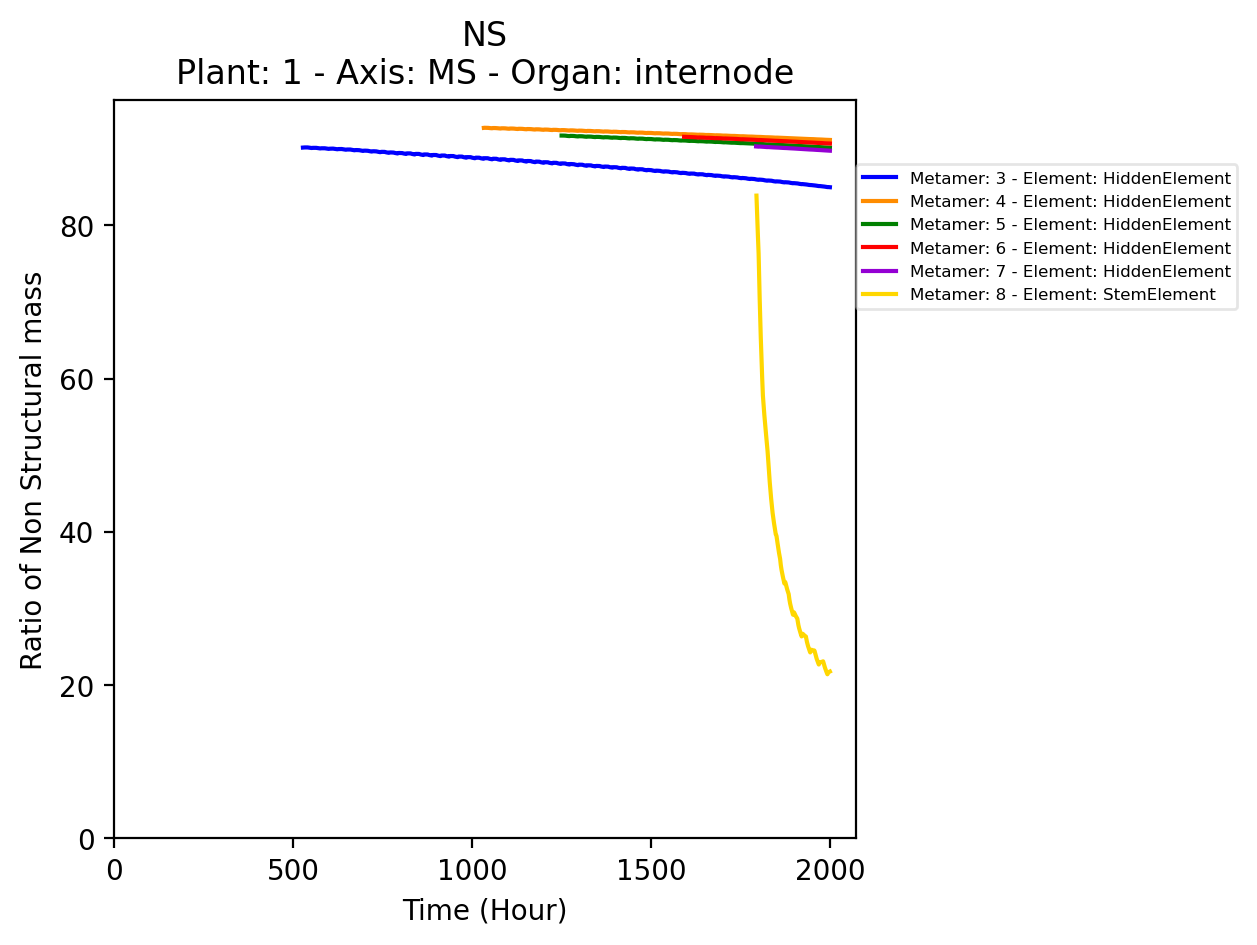 NS
Plant: 1 - Axis: MS - Organ: internode
Ratio of Non Structural mass
80
60
40
20
0
0 500 1000 1500 2000
Time (Hour)
Metamer: 3 - Element: HiddenElement
Metamer: 4 - Element: HiddenElement
Metamer: 5 - Element: HiddenElement
Metamer: 6 - Element: HiddenElement
Metamer: 7 - Element: HiddenElement
Metamer: 8 - Element: StemElement